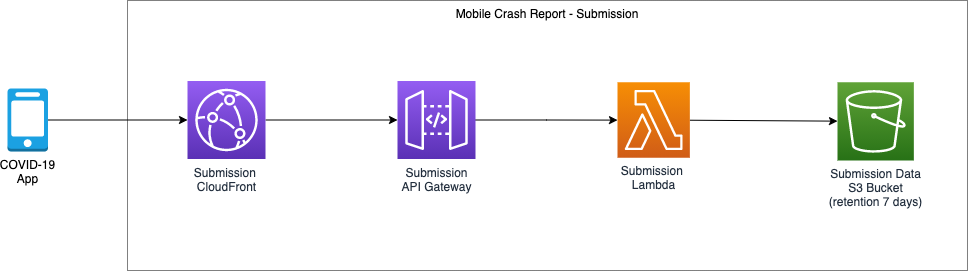 Mobile Crash Report - Submission
COVID-19
App
Submission
CloudFront
Submission
API Gateway
Submission
Lambda
Submission Data
S3 Bucket
(retention 7 days)